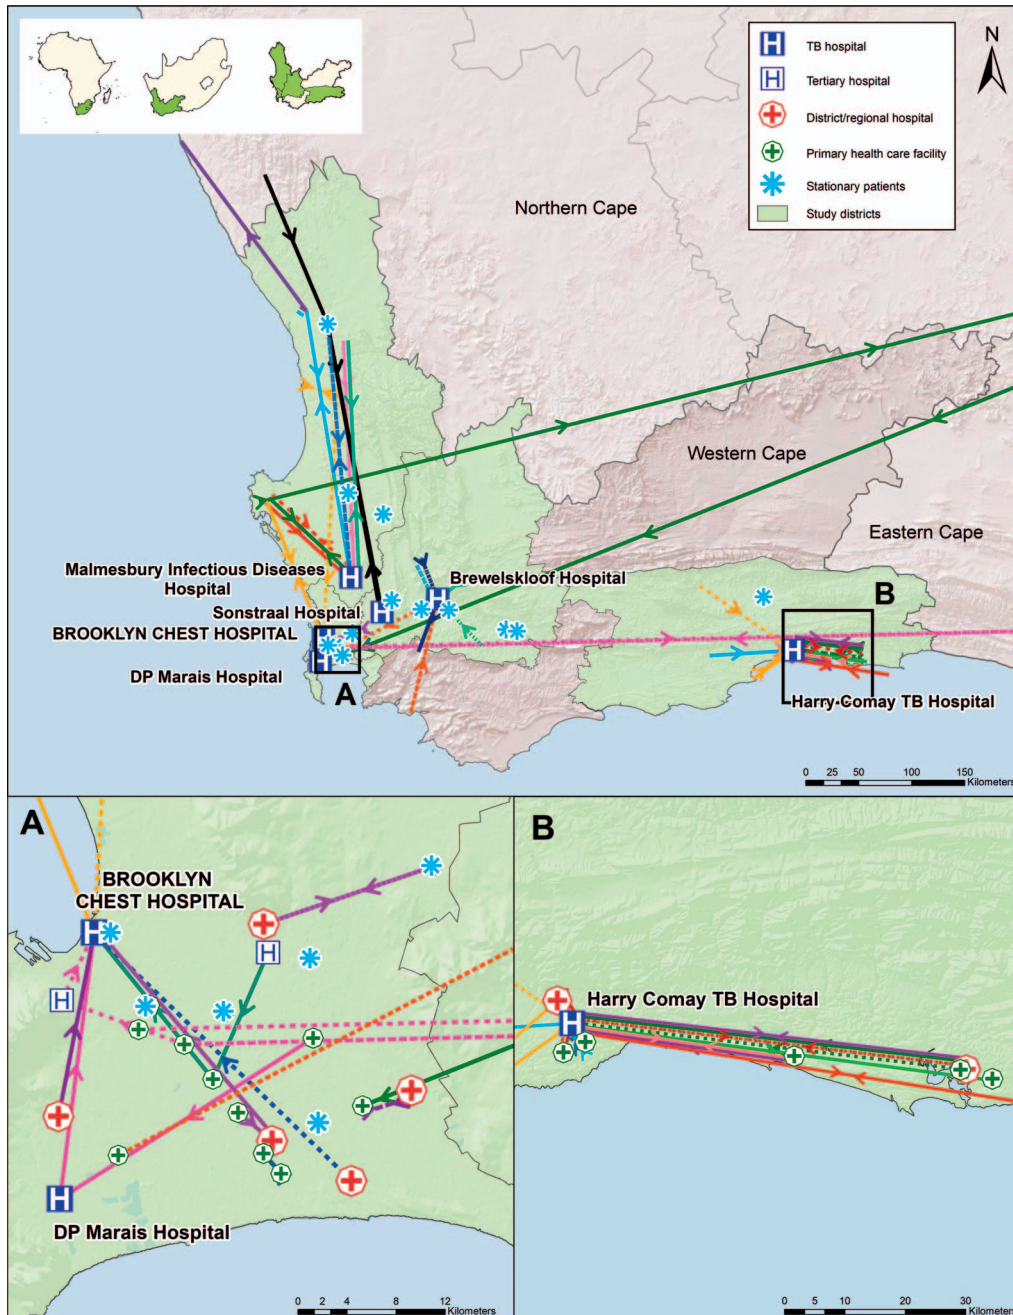 N
H TB hospital
H Tertiary hospital
District/regional hospital
Primary health care facility
Stationary patients
Study districts
Northern Cape
Western Cape
Eastern Cape
Malmesbury Infectious Diseases
Hospital
H
Brewelskloof Hospital
H
Sonstraal Hospital
H
BROOKLYN CHEST HOSPITAL
H
DP Marais Hospital
A
B
H
Harry Comay TB Hospital
0 25 50 100 150
Kilometers
A
BROOKLYN
CHEST HOSPITAL
H
H
H
H
DP Marais Hospital
0 2 4 8 12
Kilometers
B
Harry Comay TB Hospital
H
0 5 10 20 30
Kilometers